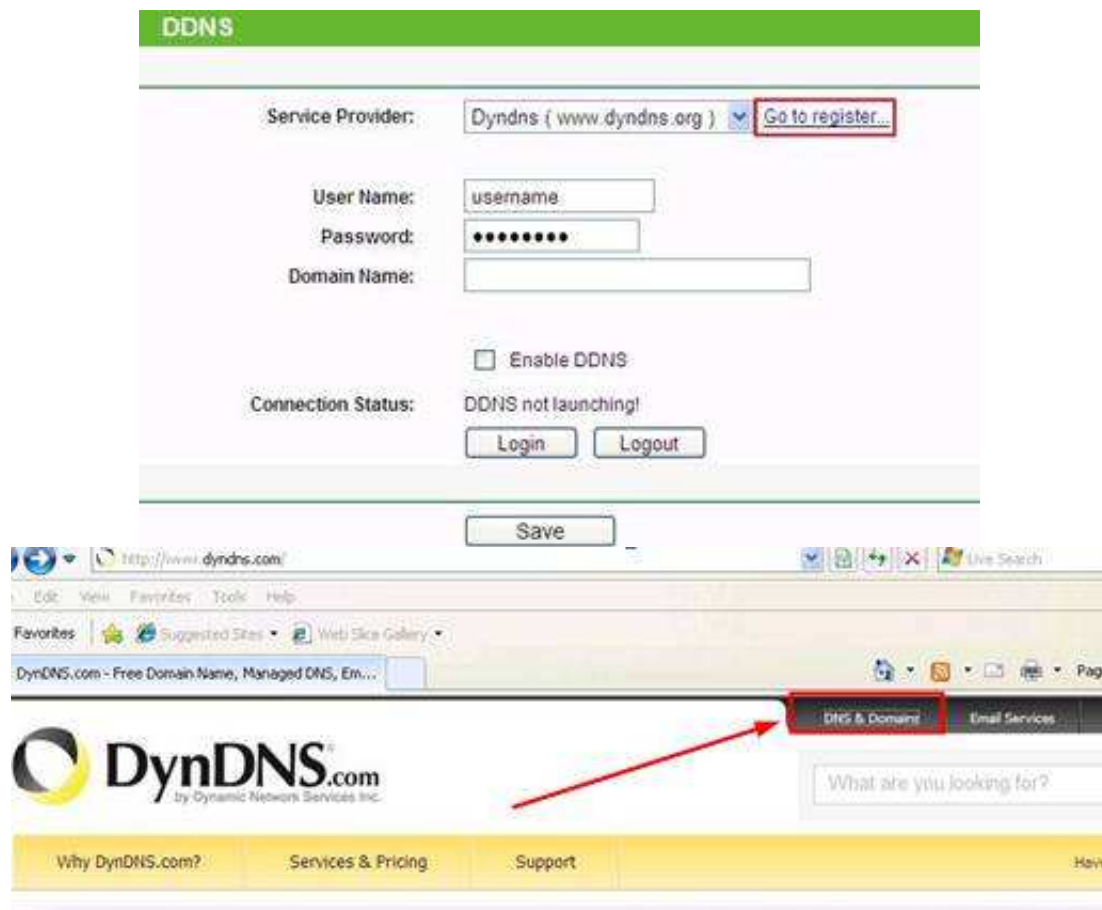 DDNS
Service Provider: Dyndns ( www.dyndns.org ) Go to register...
User Name: username
Password: ●●●●●●●●
Domain Name:
Enable DDNS
Connection Status: DDNS not launching!
Login Logout
Save
http://www.dyndns.com/ Live Search
Edit View Favorites Tools Help
Favorites Suggested Sites Web Slice Gallery
DynDNS.com - Free Domain Name, Managed DNS, Em... Pag
DNS & Domains Email Services
DynDNS.com
by Dynamic Network Services Inc.
What are you looking for?
Why DynDNS.com? Services & Pricing Support Hav